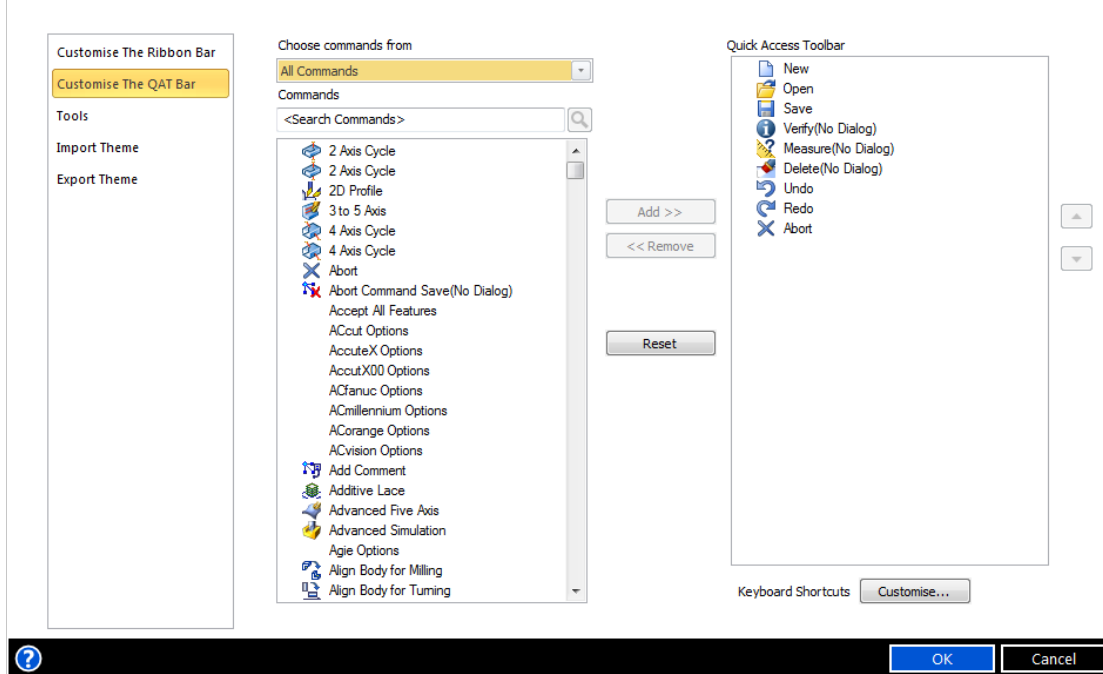 Customise The Ribbon Bar
Customise The QAT Bar
Tools
Import Theme
Export Theme
Choose commands from
All Commands
Commands
<Search Commands>
2 Axis Cycle
2 Axis Cycle
2D Profile
3 to 5 Axis
4 Axis Cycle
4 Axis Cycle
Abort
Abort Command Save(No Dialog)
Accept All Features
ACcut Options
AccuteX Options
AccutX00 Options
ACfanuc Options
ACmillennium Options
ACorange Options
ACvision Options
Add Comment
Additive Lace
Advanced Five Axis
Advanced Simulation
Agie Options
Align Body for Milling
Align Body for Turning
Add >>
<< Remove
Reset
Quick Access Toolbar
New
Open
Save
Verify(No Dialog)
Measure(No Dialog)
Delete(No Dialog)
Undo
Redo
Abort
Keyboard Shortcuts
Customise...
?
OK
Cancel